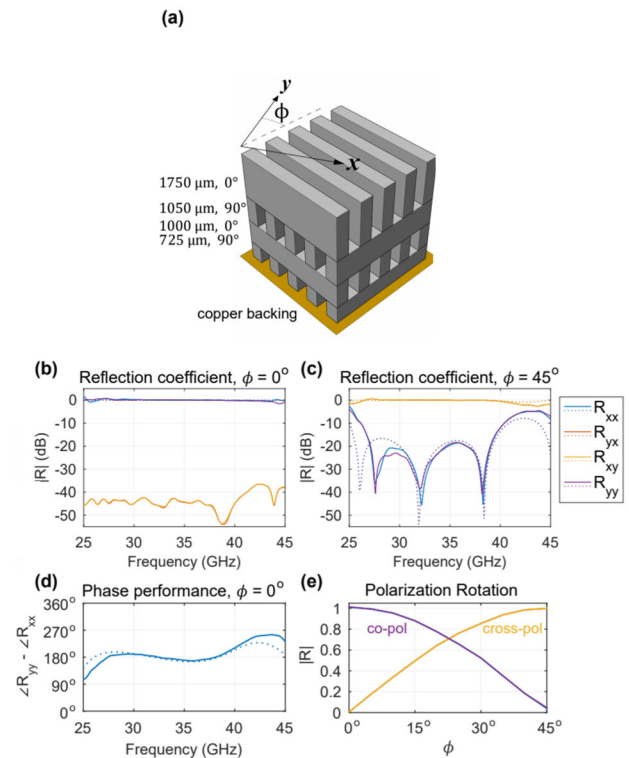 (a)
y
ϕ
x
1750 μm, 0°
1050 μm, 90°
1000 μm, 0°
725 μm, 90°
copper backing
(b) Reflection coefficient, ϕ = 0°
|R| (dB)
0
-10
-20
-30
-40
-50
25 30 35 40 45
Frequency (GHz)
(c) Reflection coefficient, ϕ = 45°
|R| (dB)
0
-10
-20
-30
-40
-50
25 30 35 40 45
Frequency (GHz)
Rxx
Ryx
Rxy
Ryy
(d) Phase performance, ϕ = 0°
∠Ryy - ∠Rxx
360°
270°
180°
90°
0°
25 30 35 40 45
Frequency (GHz)
(e) Polarization Rotation
|R|
1
0.8
0.6
0.4
0.2
0
co-pol cross-pol
0° 15° 30° 45°
ϕ